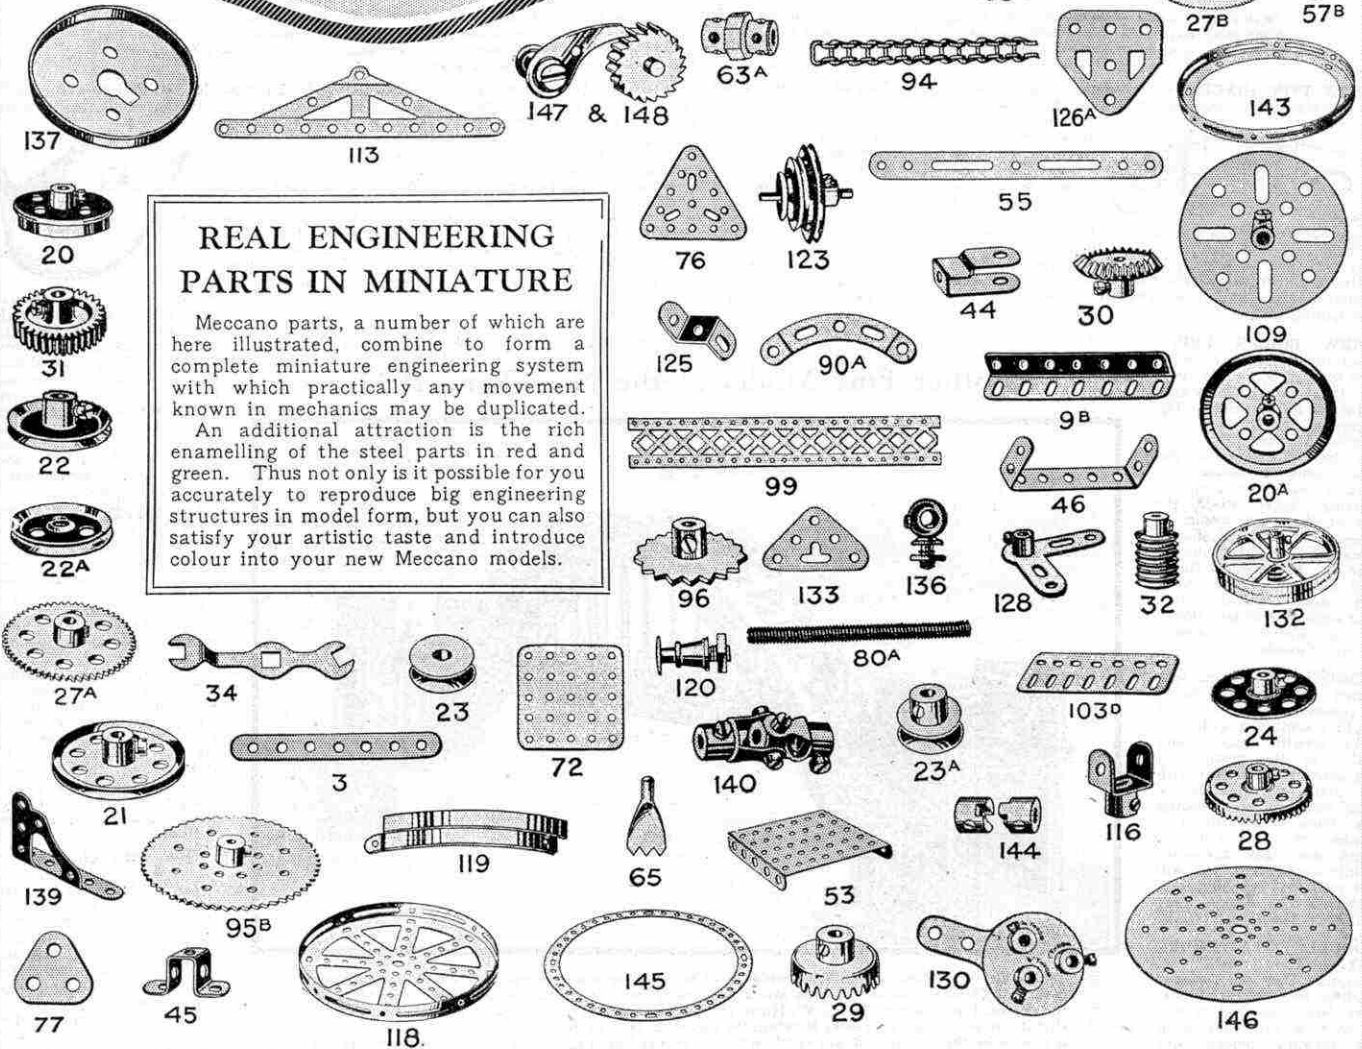 27B
57B
137
113
147 & 148
63A
94
126A
143
20
REAL ENGINEERING
PARTS IN MINIATURE
Meccano parts, a number of which are
here illustrated, combine to form a
complete miniature engineering system
with which practically any movement
known in mechanics may be duplicated.
An additional attraction is the rich
enamelling of the steel parts in red and
green. Thus not only is it possible for you
accurately to reproduce big engineering
structures in model form, but you can also
satisfy your artistic taste and introduce
colour into your new Meccano models.
76
123
55
44
30
109
31
125
90A
9B
22
99
46
20A
22A
96
133
136
128
32
132
27A
34
23
120
80A
103D
24
21
3
72
140
23A
116
28
139
95B
119
65
53
144
77
45
118.
145
29
130
146